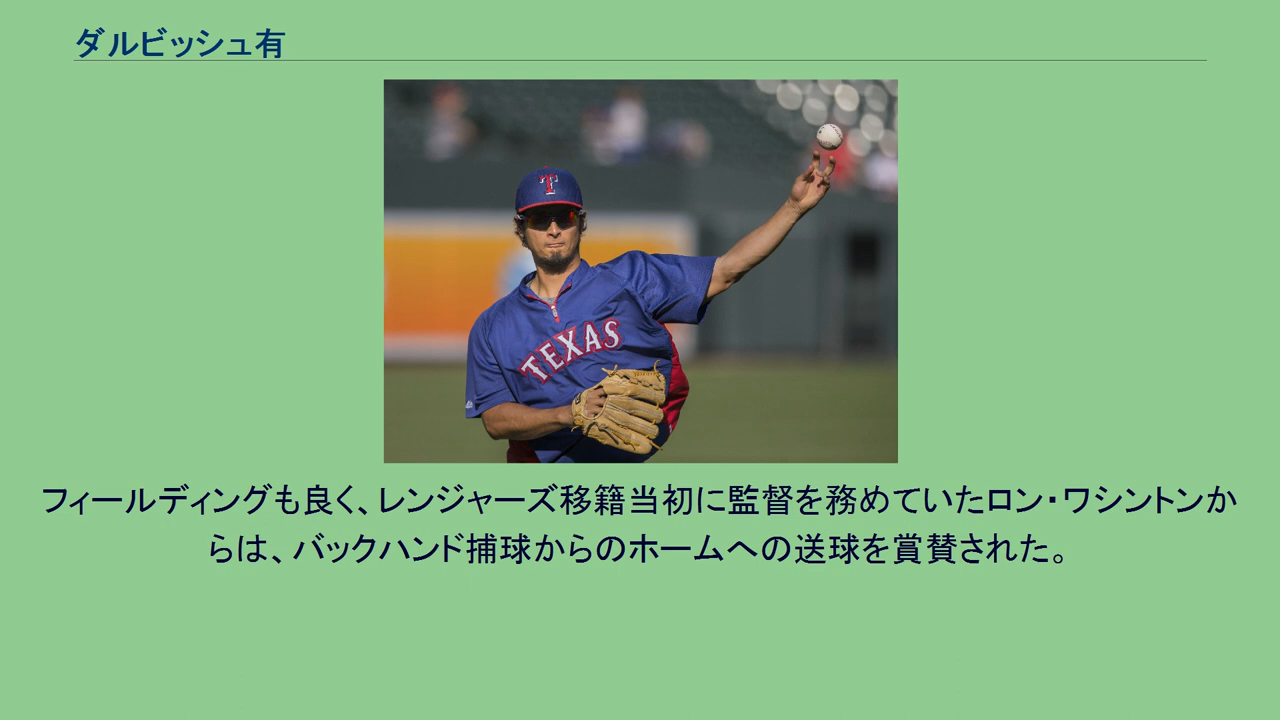 ダルビッシュ有
T
TEXAS
フィールディングも良く、レンジャーズ移籍当初に監督を務めていたロン・ワシントンか
らは、バックハンド捕球からのホームへの送球を賞賛された。